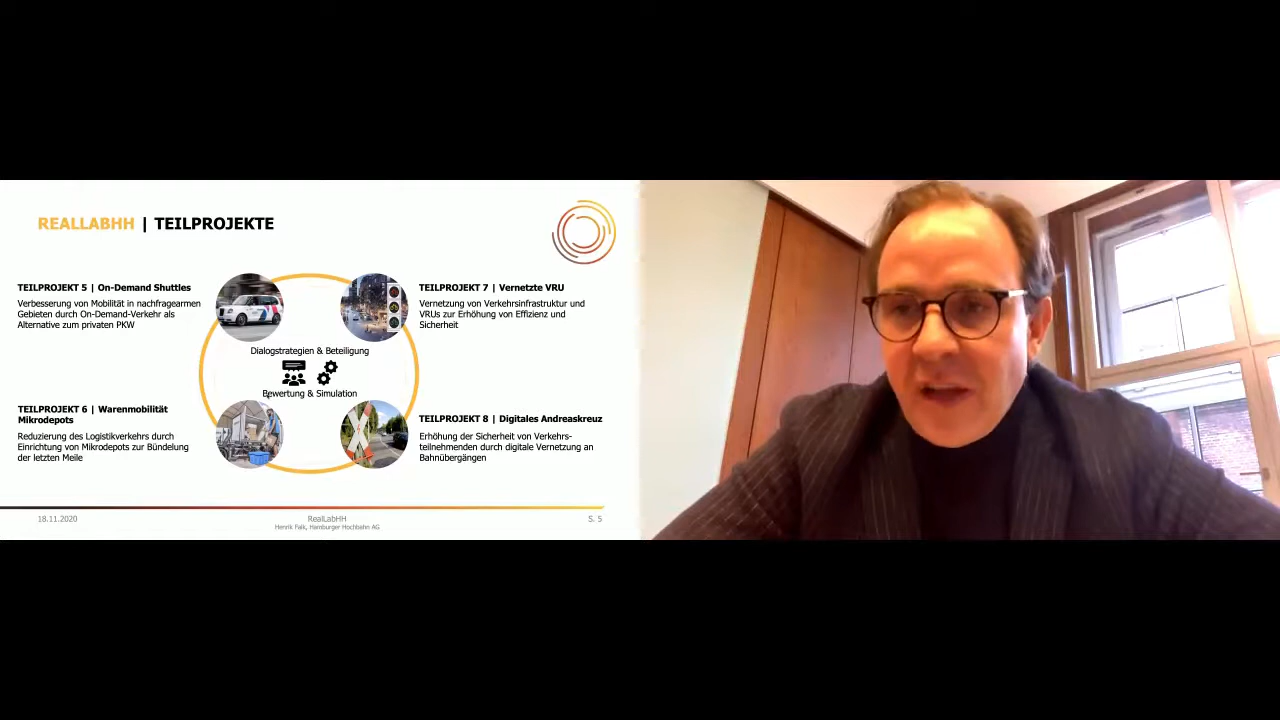 REALLABHH | TEILPROJEKTE
TEILPROJEKT 5 | On-Demand Shuttles
Verbesserung von Mobilität in nachfragearmen
Gebieten durch On-Demand-Verkehr als
Alternative zum privaten PKW
TEILPROJEKT 7 | Vernetzte VRU
Vernetzung von Verkehrsinfrastruktur und
VRUs zur Erhöhung von Effizienz und
Sicherheit
Dialogstrategien & Beteiligung
Bewertung & Simulation
TEILPROJEKT 6 | Warenmobilität
Mikrodepots
Reduzierung des Logistikverkehrs durch
Einrichtung von Mikrodepots zur Bündelung
der letzten Meile
TEILPROJEKT 8 | Digitales Andreaskreuz
Erhöhung der Sicherheit von Verkehrs-
teilnehmenden durch digitale Vernetzung an
Bahnübergängen
18.11.2020
RealLabHH
Henrik Falk, Hamburger Hochbahn AG
S. 5